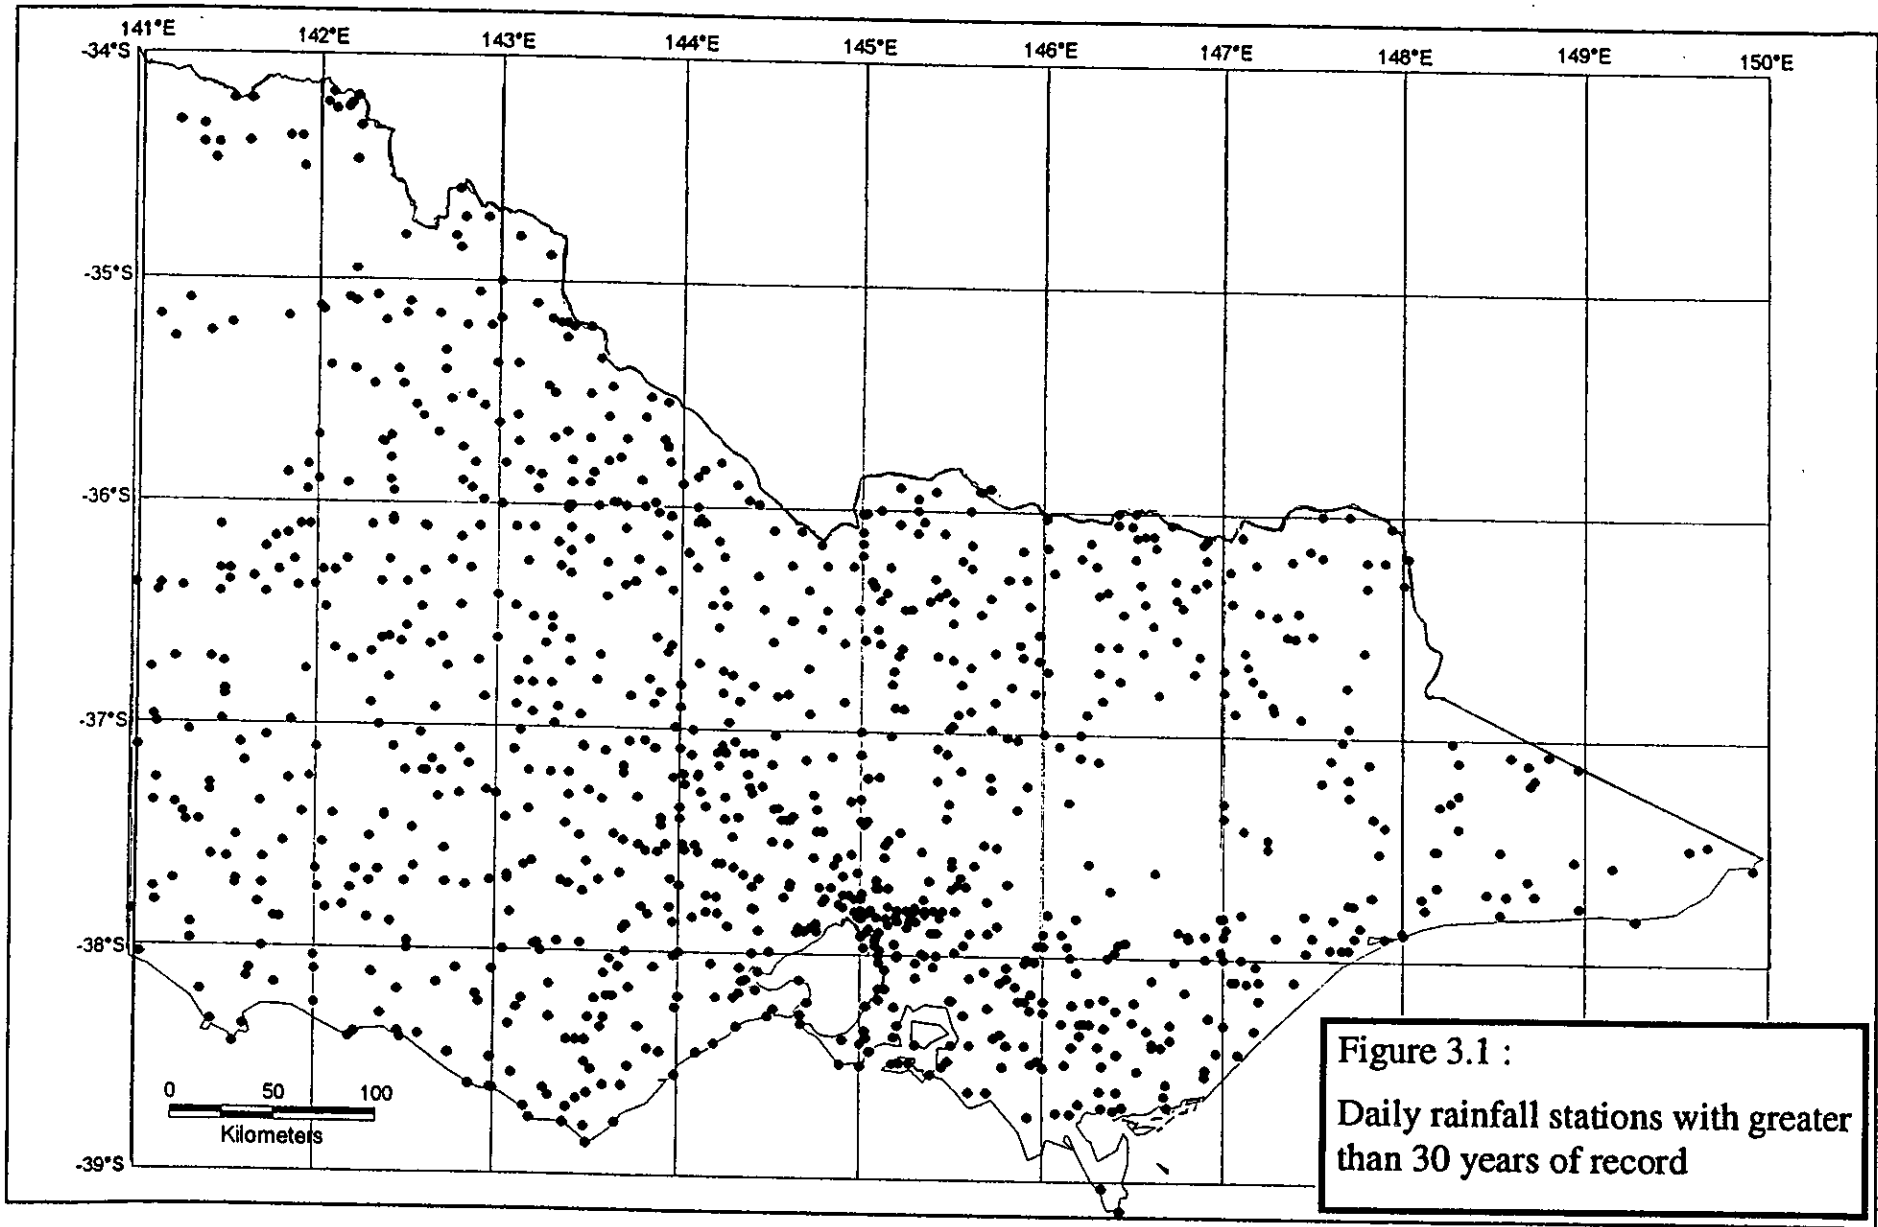 141°E 142°E 143°E 144°E 145°E 146°E 147°E 148°E 149°E 150°E
-34°S
-35°S
-36°S
-37°S
-38°S
-39°S
0 50 100
Kilometers
Figure 3.1 :
Daily rainfall stations with greater
than 30 years of record